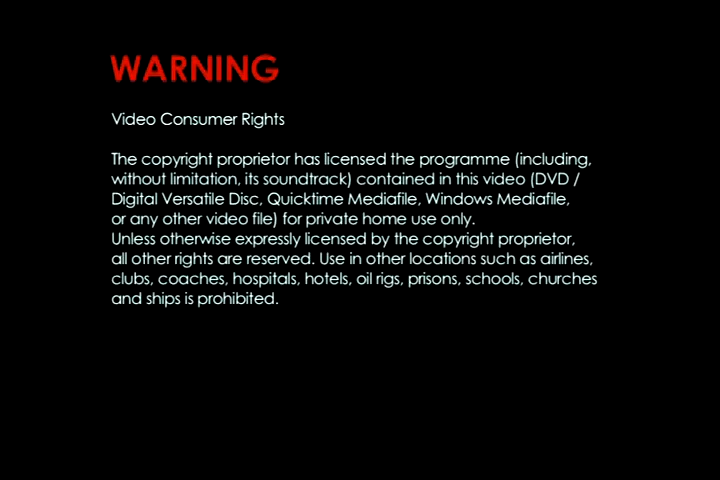 WARNING
Video Consumer Rights
The copyright proprietor has licensed the programme (including,
without limitation, its soundtrack) contained in this video (DVD /
Digital Versatile Disc, Quicktime Mediafile, Windows Mediafile,
or any other video file) for private home use only.
Unless otherwise expressly licensed by the copyright proprietor,
all other rights are reserved. Use in other locations such as airlines,
clubs, coaches, hospitals, hotels, oil rigs, prisons, schools, churches
and ships is prohibited.